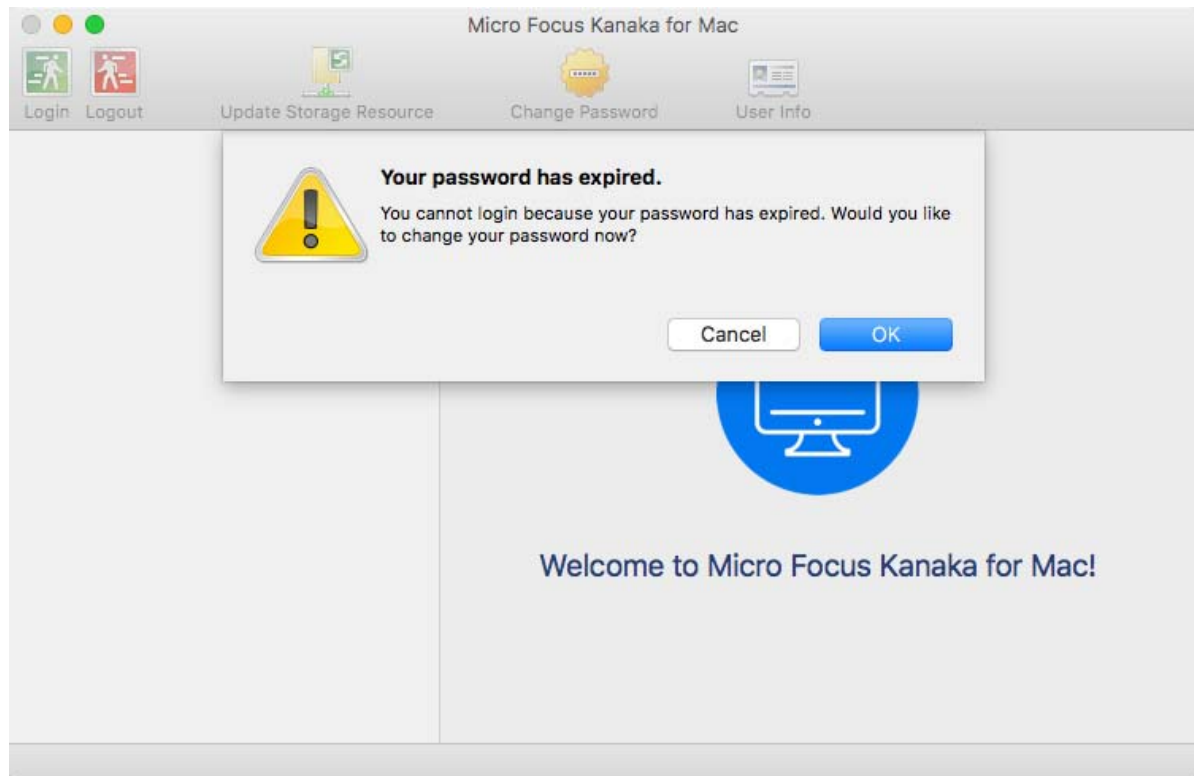 Micro Focus Kanaka for Mac
Login Logout Update Storage Resource Change Password User Info
Your password has expired.
You cannot login because your password has expired. Would you like
to change your password now?
Cancel OK
Welcome to Micro Focus Kanaka for Mac!